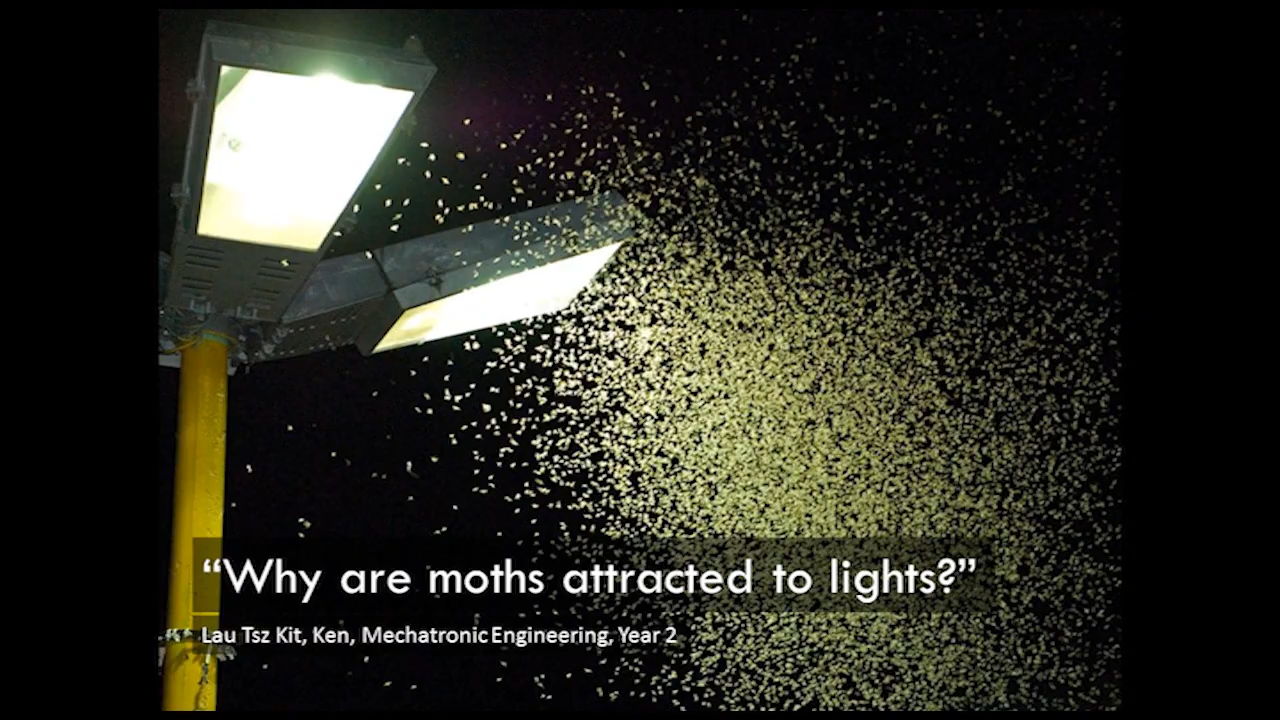 “Why are moths attracted to lights?”
Lau Tsz Kit, Ken, Mechatronic Engineering, Year 2